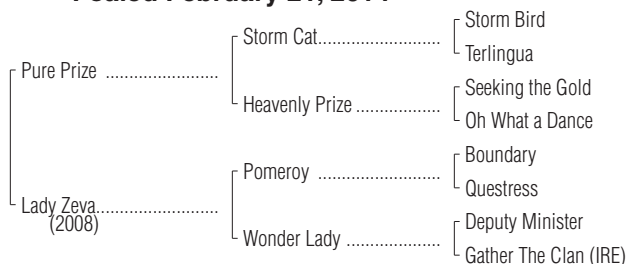 Foaled February 21,
Storm Bird
Storm Cat..............................
Terlingua
Pure Prize ...........................
Seeking the Gold
Heavenly Prize .....................
Oh What a Dance
Boundary
Pomeroy ..............................
Questress
Lady Zeva..............................
(2008)
Deputy Minister
Wonder Lady .......................
Gather The Clan (IRE)